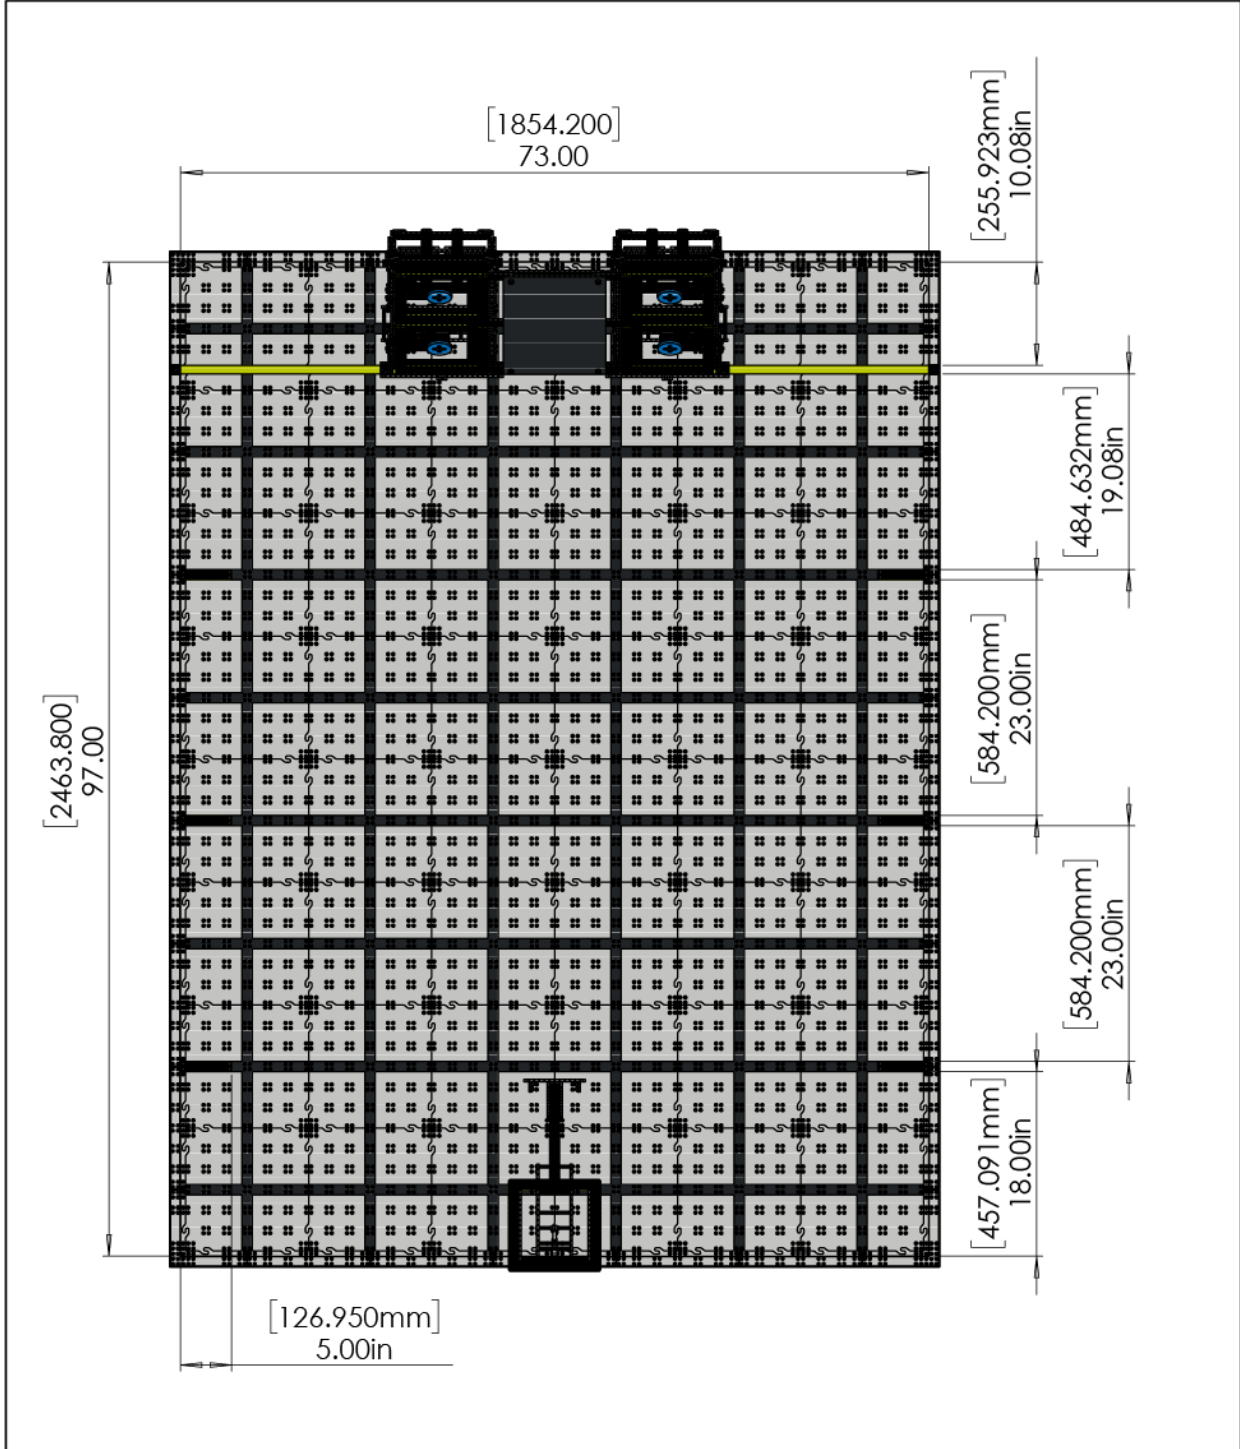 [1854.200]
73.00
[255.923mm]
10.08in
[484.632mm]
19.08in
[584.200mm]
23.00in
[2463.800]
97.00
[584.200mm]
23.00in
[457.091mm]
18.00in
[126.950mm]
5.00in